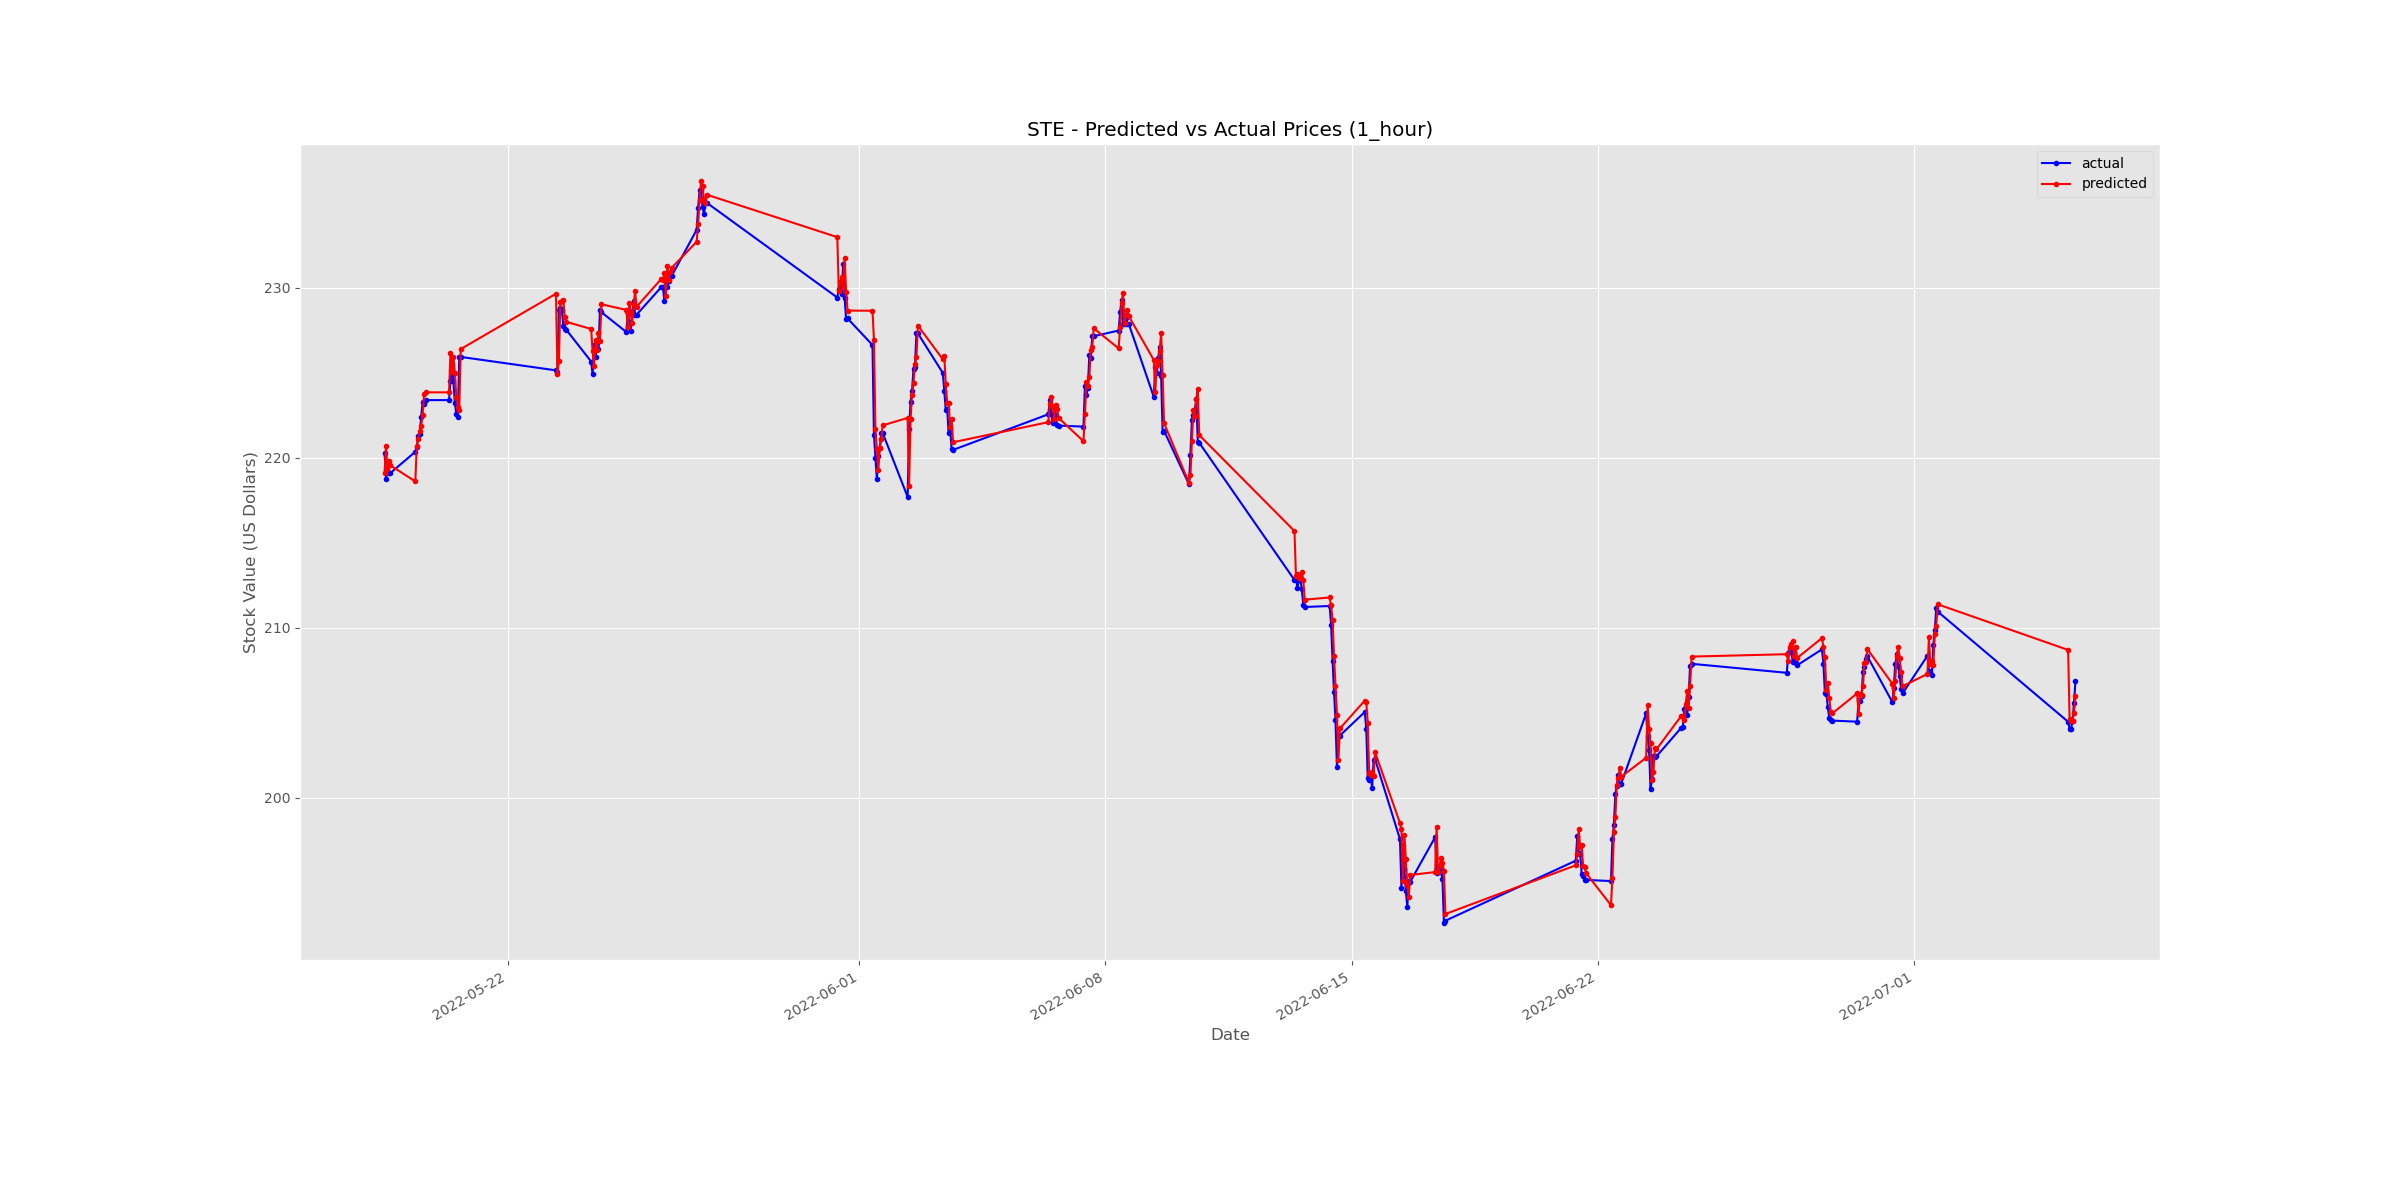 STE - Predicted vs Actual Prices (1_hour)
actual
predicted
Stock Value (US Dollars)
230
220
210
200
2022-05-22
2022-06-01
2022-06-08
2022-06-15
2022-06-22
2022-07-01
Date